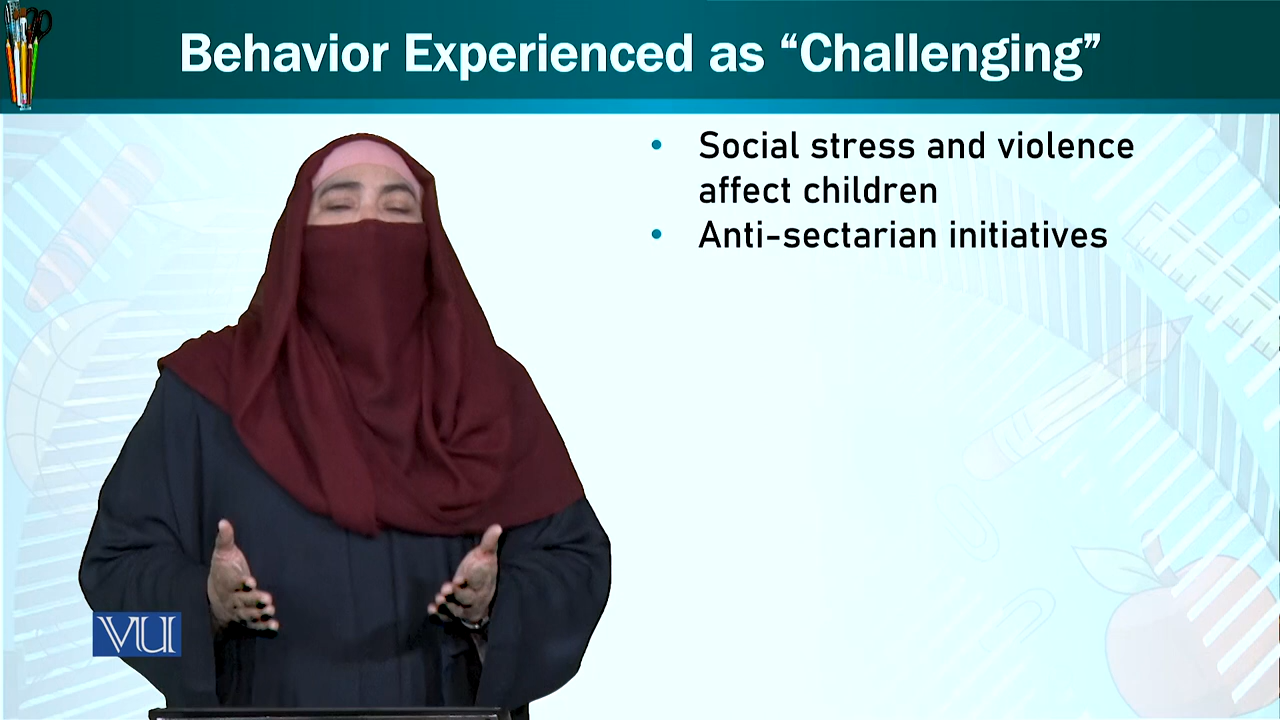 Behavior Experienced as “Challenging”
• Social stress and violence
affect children
• Anti-sectarian initiatives
VU